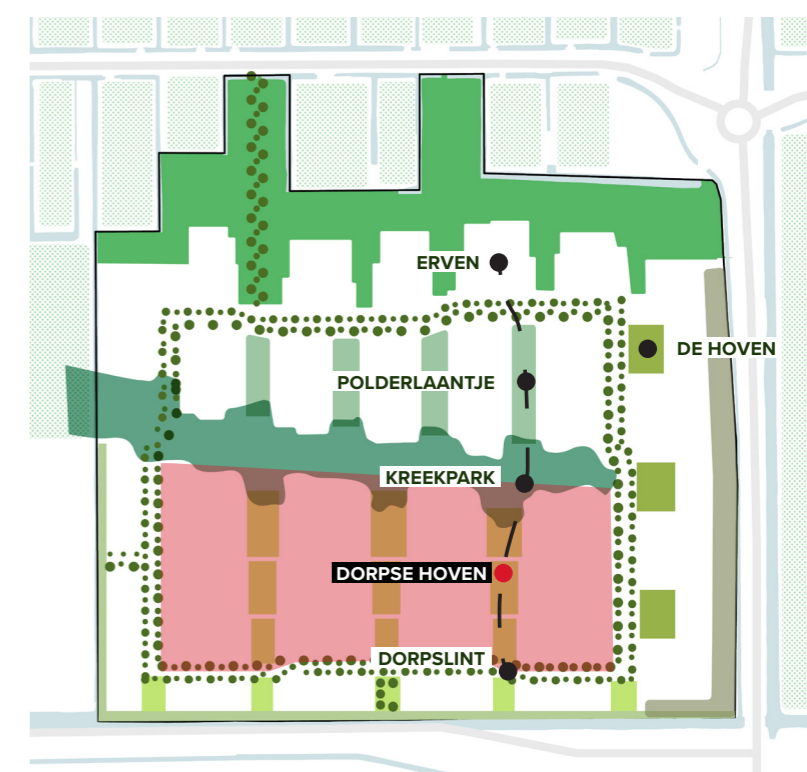 ERVEN
DE HOVEN
POLDERLAANTJE
KREEKPARK
DORPSE HOVEN
DORPSLINT